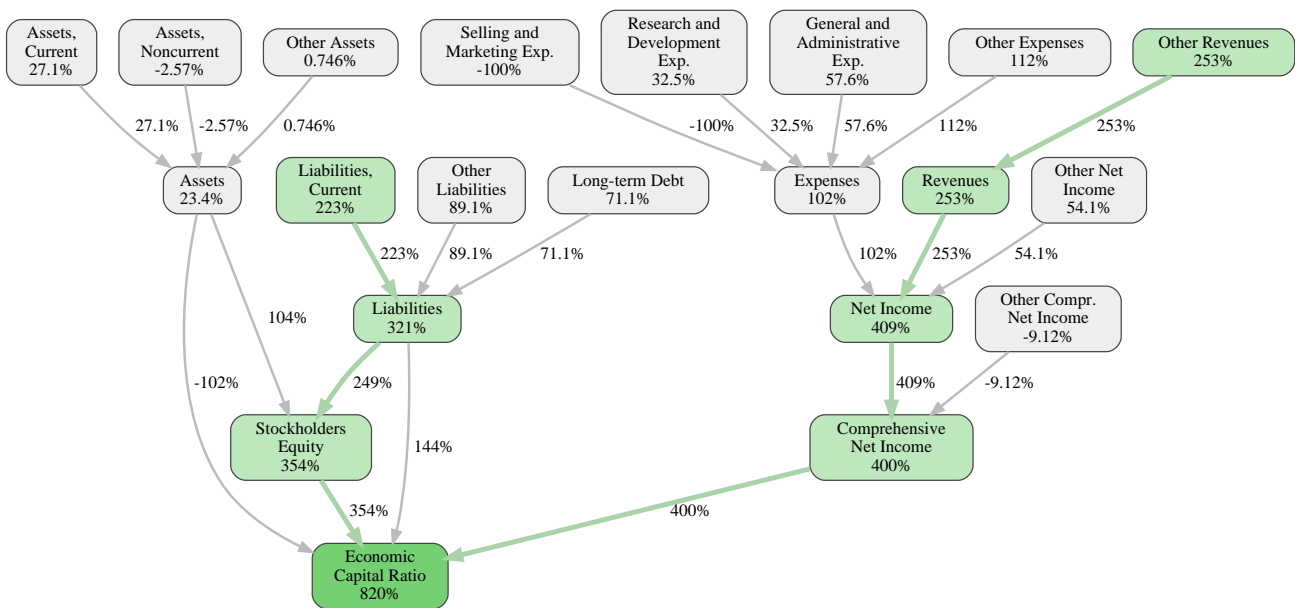 Assets,
Current
27.1%
Assets,
Noncurrent
-2.57%
Other Assets
0.746%
Selling and
Marketing Exp.
-100%
Research and
Development
Exp.
32.5%
General and
Administrative
Exp.
57.6%
Other Expenses
112%
Other Revenues
253%
27.1%
-2.57%
0.746%
-100%
32.5%
57.6%
112%
253%
Assets
23.4%
Liabilities,
Current
223%
Other
Liabilities
89.1%
Long-term Debt
71.1%
Expenses
102%
Revenues
253%
Other Net
Income
54.1%
223%
89.1%
71.1%
102%
253%
54.1%
104%
Liabilities
321%
Net Income
409%
Other Compr.
Net Income
-9.12%
-102%
249%
409%
-9.12%
Stockholders
Equity
354%
144%
Comprehensive
Net Income
400%
354%
400%
Economic
Capital Ratio
820%